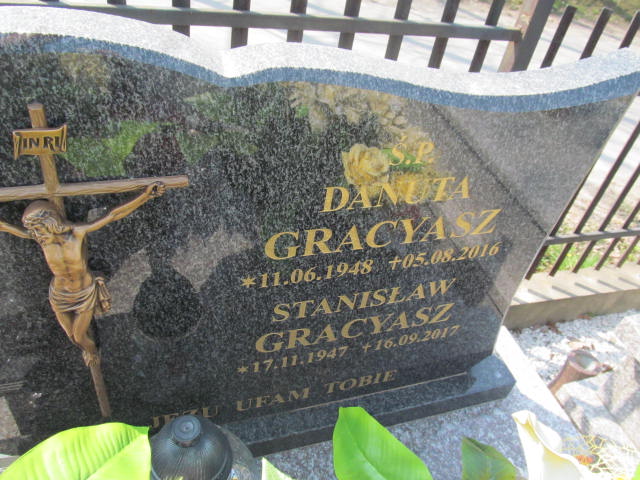 INRI
Ś.P.
DANUTA
GRACYASZ
*11.06.1948 +05.08.2016
STANISŁAW
GRACYASZ
*17.11.1947 +16.09.2017
JEZU UFAM TOBIE